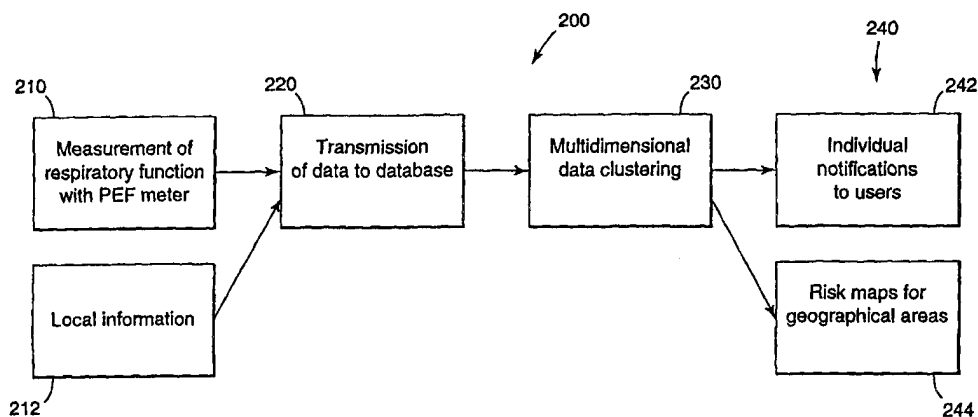 200
240
210
220
230
242
Measurement of
respiratory function
with PEF meter
Transmission
of data to database
Multidimensional
data clustering
Individual
notifications
to users
Local information
Risk maps for
geographical areas
212
244